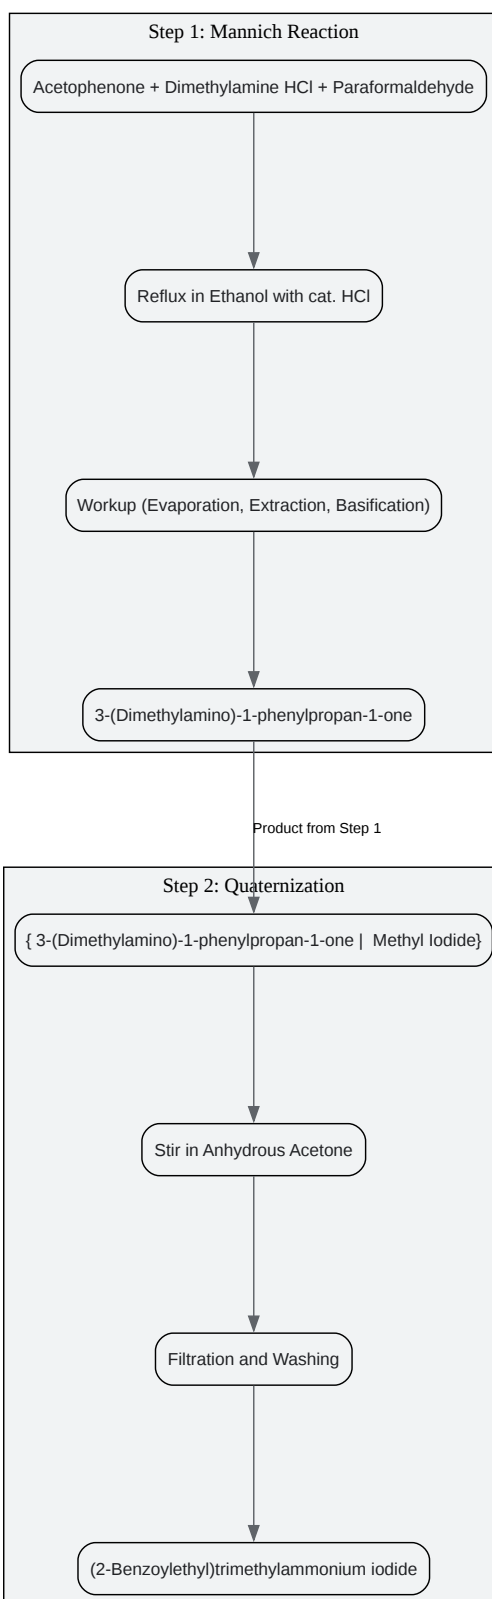 Step 1: Mannich Reaction
Acetophenone + Dimethylamine HCl + Paraformaldehyde
Reflux in Ethanol with cat. HCl
Workup (Evaporation, Extraction, Basification)
3-(Dimethylamino)-1-phenylpropan-1-one
Product from Step 1
Step 2: Quaternization
{ 3-(Dimethylamino)-1-phenylpropan-1-one | Methyl Iodide}
Stir in Anhydrous Acetone
Filtration and Washing
(2-Benzoylethyl)trimethylammonium iodide